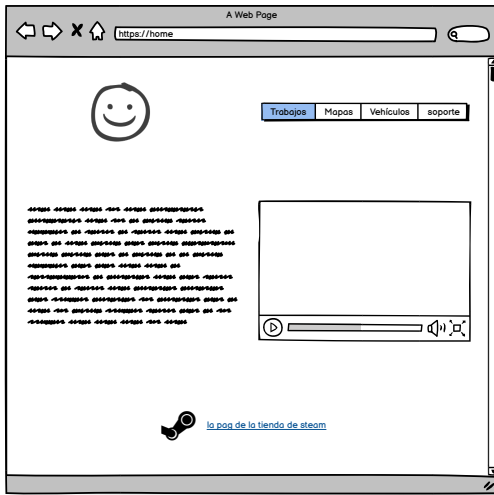 A Web Page
https://home
Trabajos Mapas Vehículos soporte
la pag de la tienda de steam